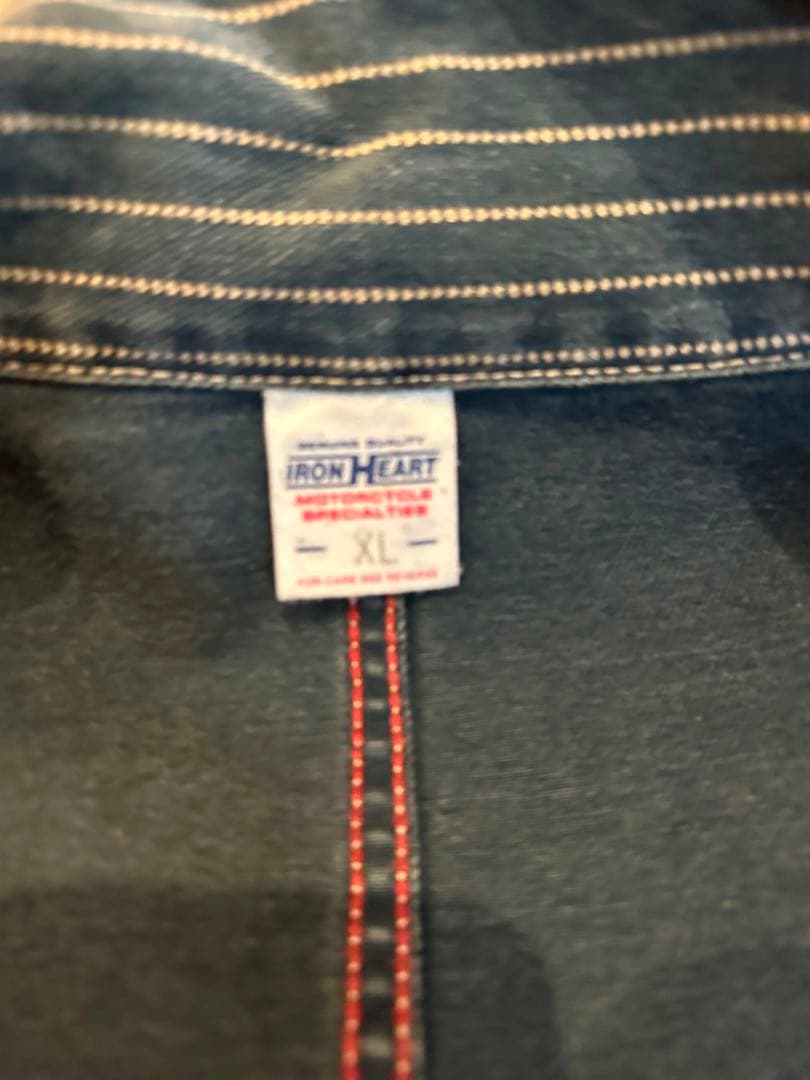 GENUINE QUALITY
IRON HEART
MOTORCYCLE
SPECIALTIES
- XL -
FOR CARE SEE REVERSE